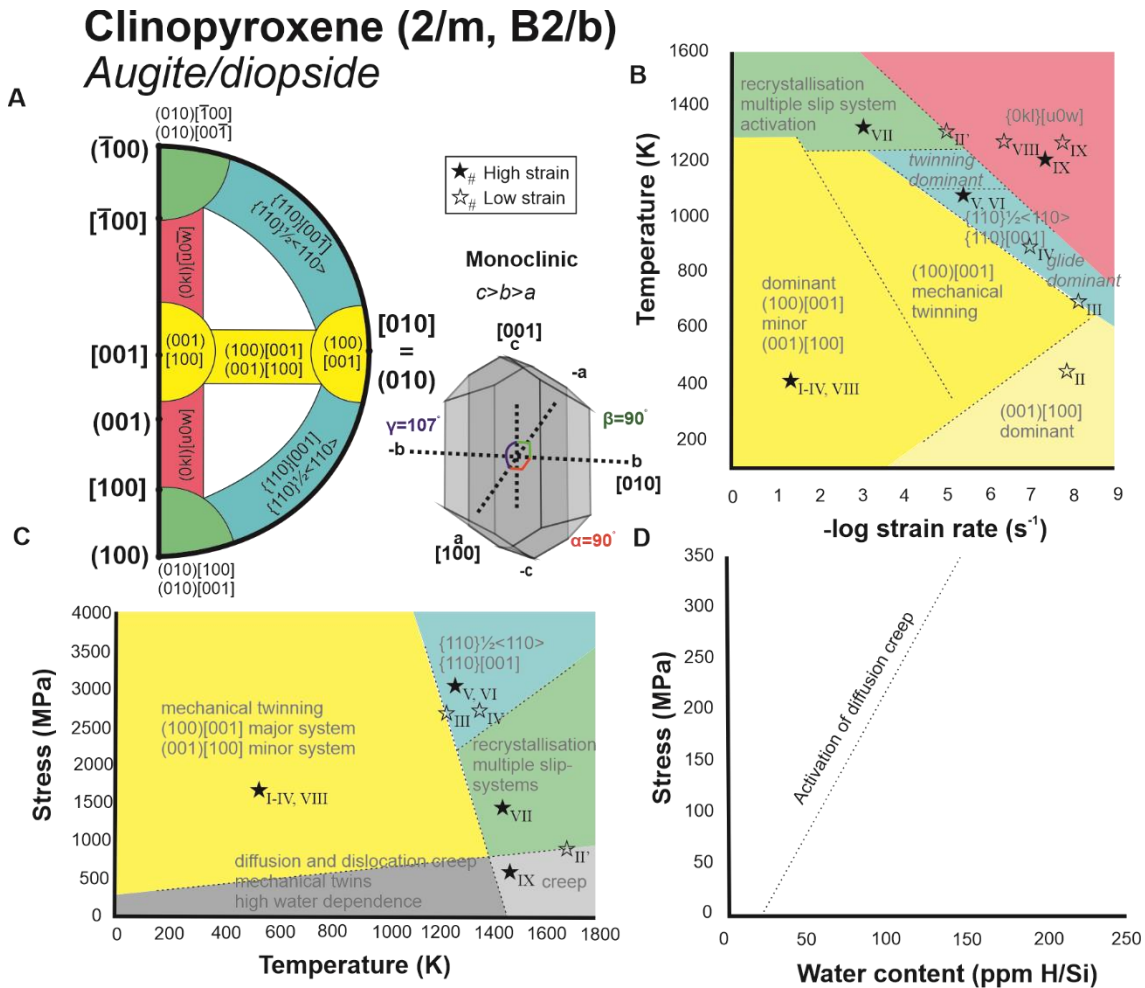 Clinopyroxene (2/m, B2/b)
Augite/diopside
A
(010)[1̅00]
(010)[001̅]
(1̅00)
[1̅00]
[001]
(001)
[100]
(100)
{110}[001̅]
{110}½<110>
(0kl)[u̅0w̅]
(001)
[100]
(100)[001]
(001)[100]
(100)
[001]
[010]
=
(010)
(0kl)[u0w]
{110}[001]
{110}½<110>
(010)[100]
(010)[001]
★# High strain
☆# Low strain
Monoclinic
c>b>a
[001]
c
-a
γ=107°
β=90°
-b
b
[010]
a
[100]
α=90°
-c
B
1600
1400
1200
1000
800
600
400
200
Temperature (K)
recrystallisation
multiple slip system
activation
VII
II'
{0kl}[u0w]
VIII
IX
IX
twinning
dominant
V, VI
{110}½<110>
{110}[001]
IV
glide
dominant
III
(100)[001]
mechanical
twinning
dominant
(100)[001]
minor
(001)[100]
I-IV, VIII
II
(001)[100]
dominant
0 -1 -2 -3 -4 -5 -6 -7 -8 9
-log strain rate (s-1)
C
4000
3500
3000
2500
2000
1500
1000
500
0
Stress (MPa)
{110}½<110>
{110}[001]
V, VI
III
IV
mechanical twinning
(100)[001] major system
(001)[100] minor system
I-IV, VIII
recrystallisation
multiple slip-
systems
VII
II'
IX
creep
diffusion and dislocation creep
mechanical twins
high water dependence
0 200 400 600 800 1000 1200 1400 1600 1800
Temperature (K)
D
350
300
250
200
150
100
50
0
Stress (MPa)
Activation of diffusion creep
0 50 100 150 200 250
Water content (ppm H/Si)